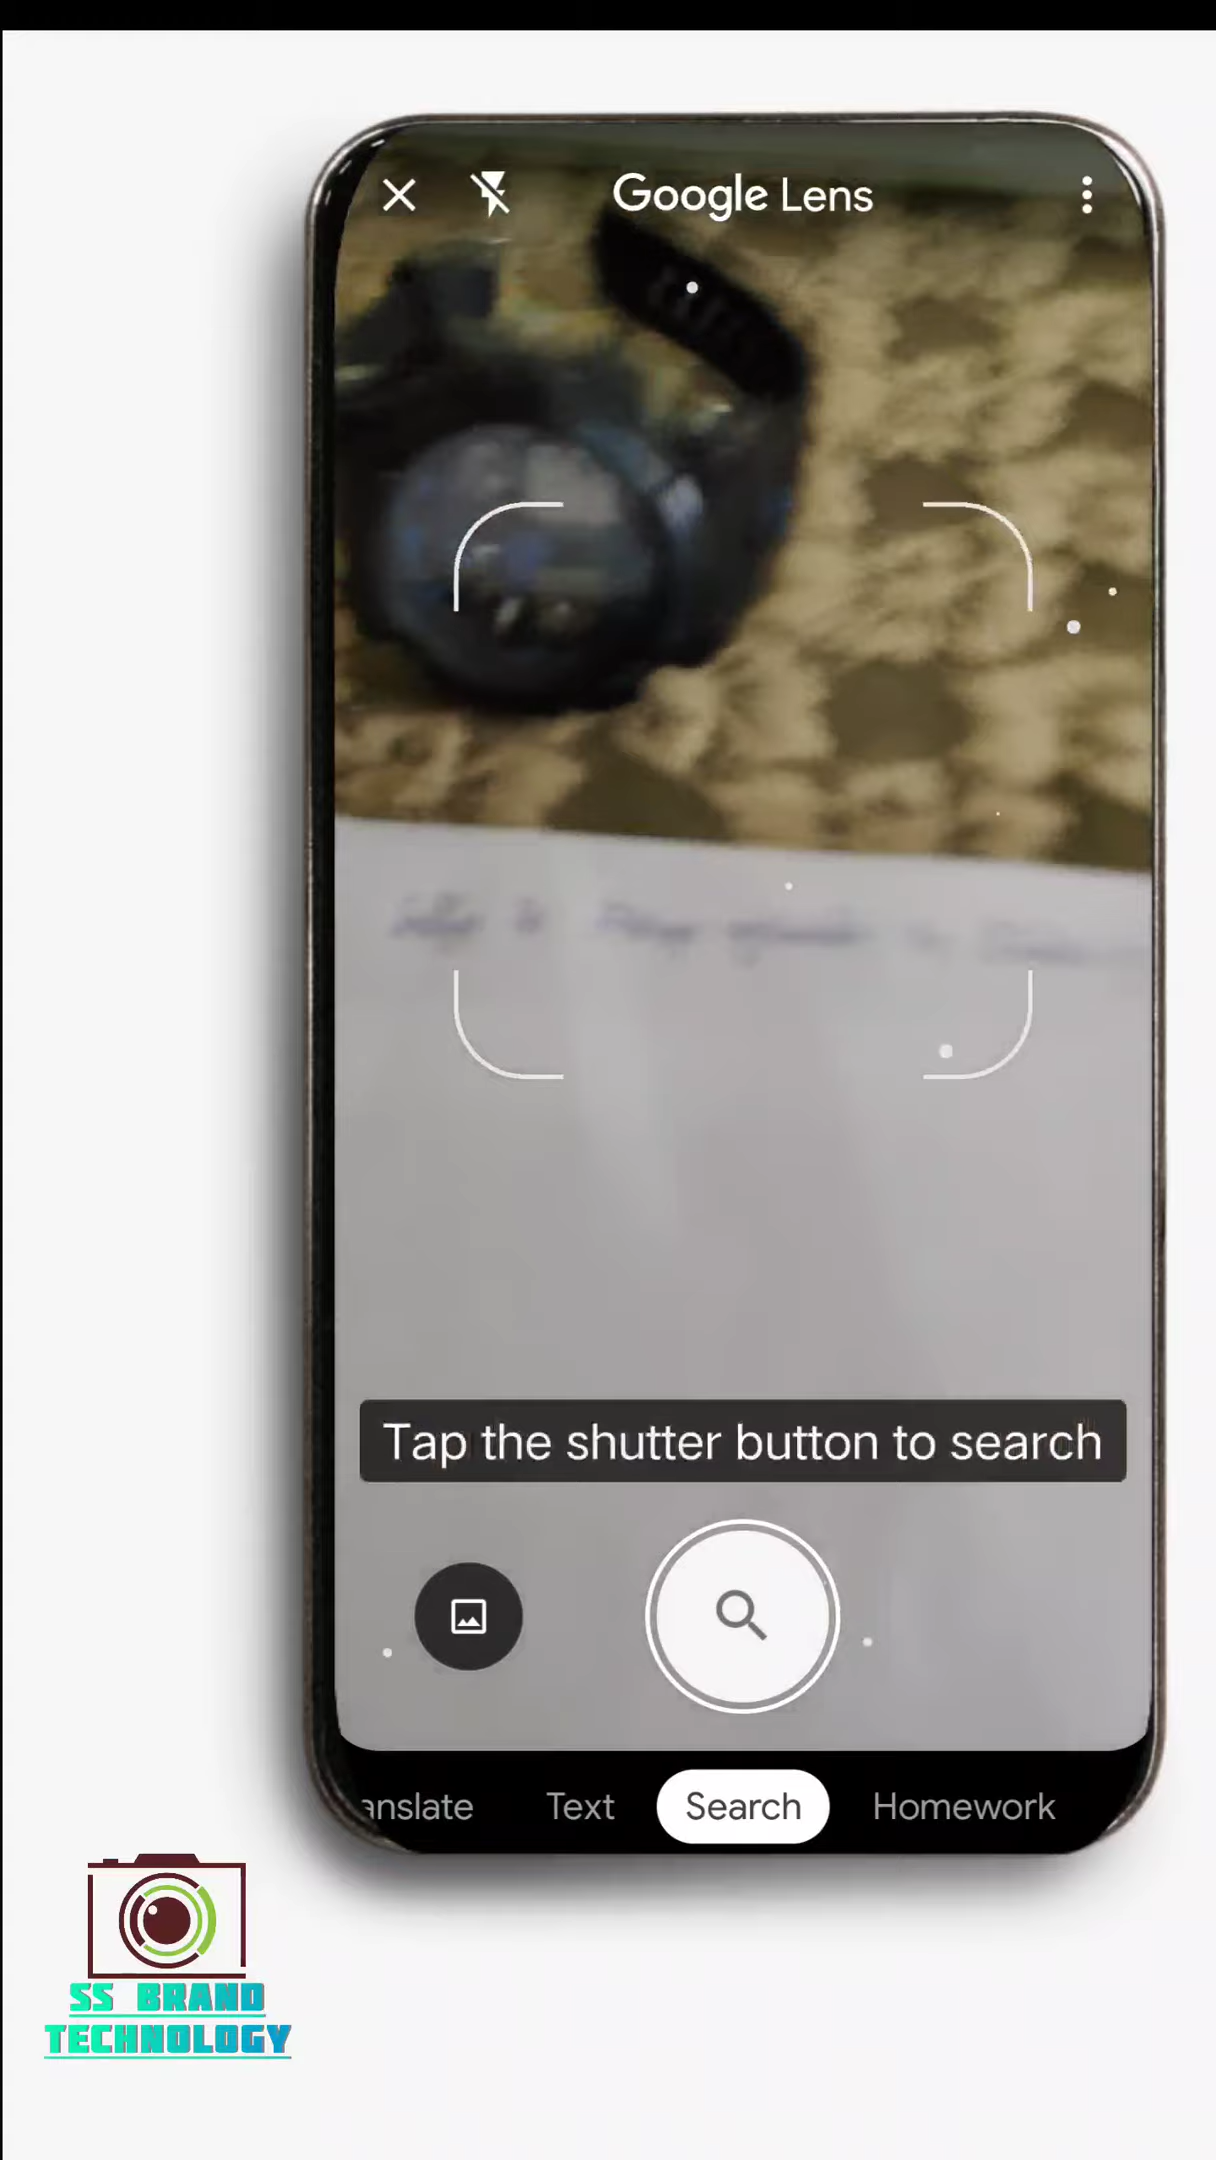 Google Lens
Tap the shutter button to search
anslate Text Search Homework
SS BRAND
TECHNOLOGY